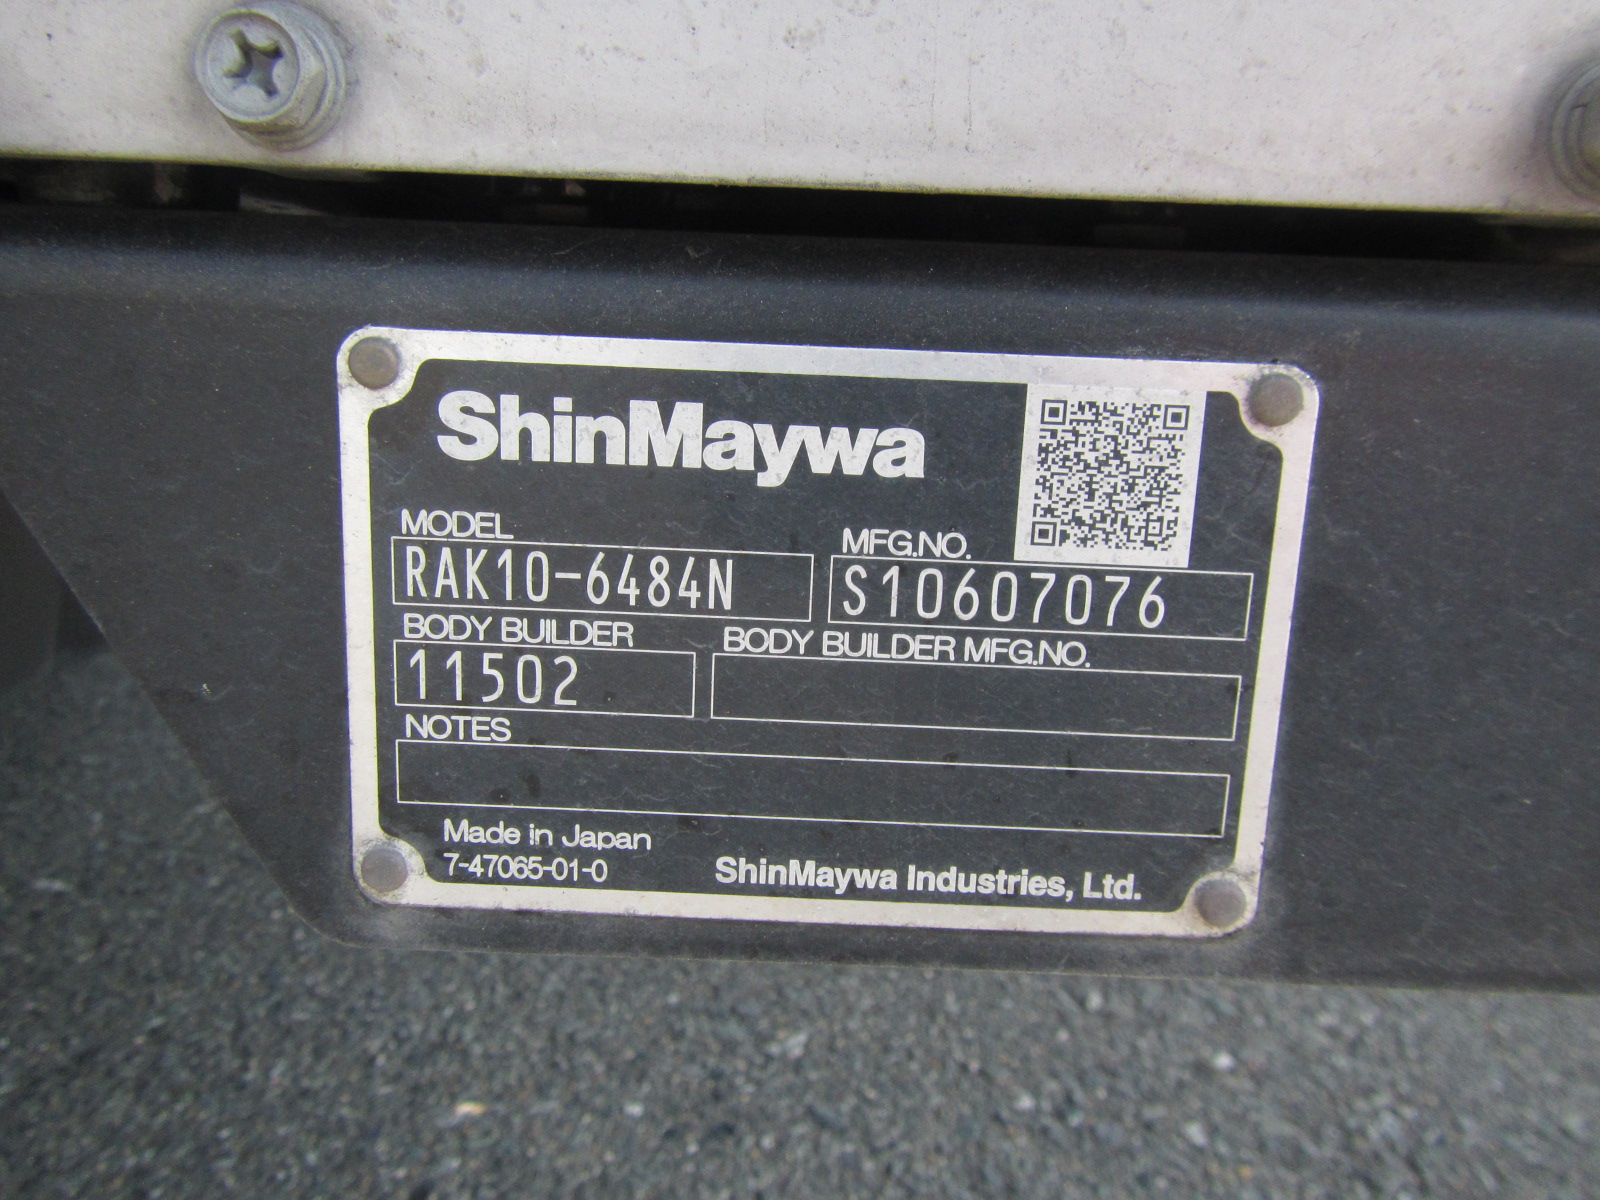 ShinMaywa
MODEL
RAK10-6484N
MFG.NO.
S10607076
BODY BUILDER
11502
BODY BUILDER MFG.NO.
NOTES
Made in Japan
7-47065-01-0
ShinMaywa Industries, Ltd.